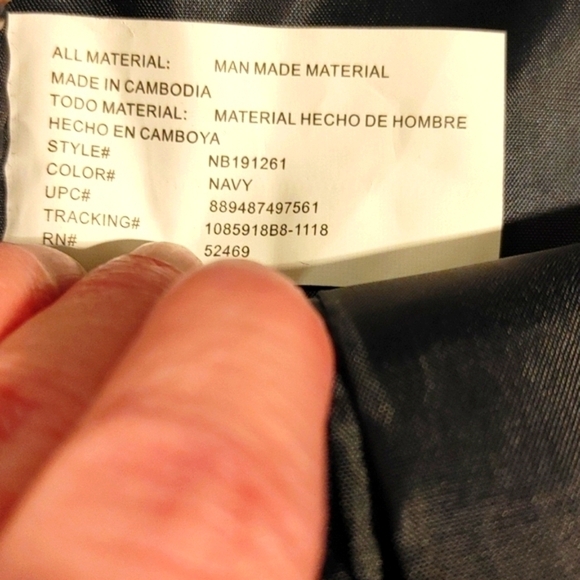 ALL MATERIAL: MAN MADE MATERIAL
MADE IN CAMBODIA
TODO MATERIAL: MATERIAL HECHO DE HOMBRE
HECHO EN CAMBOYA
STYLE# NB191261
COLOR# NAVY
UPC# 889487497561
TRACKING# 1085918B8-1118
RN# 52469